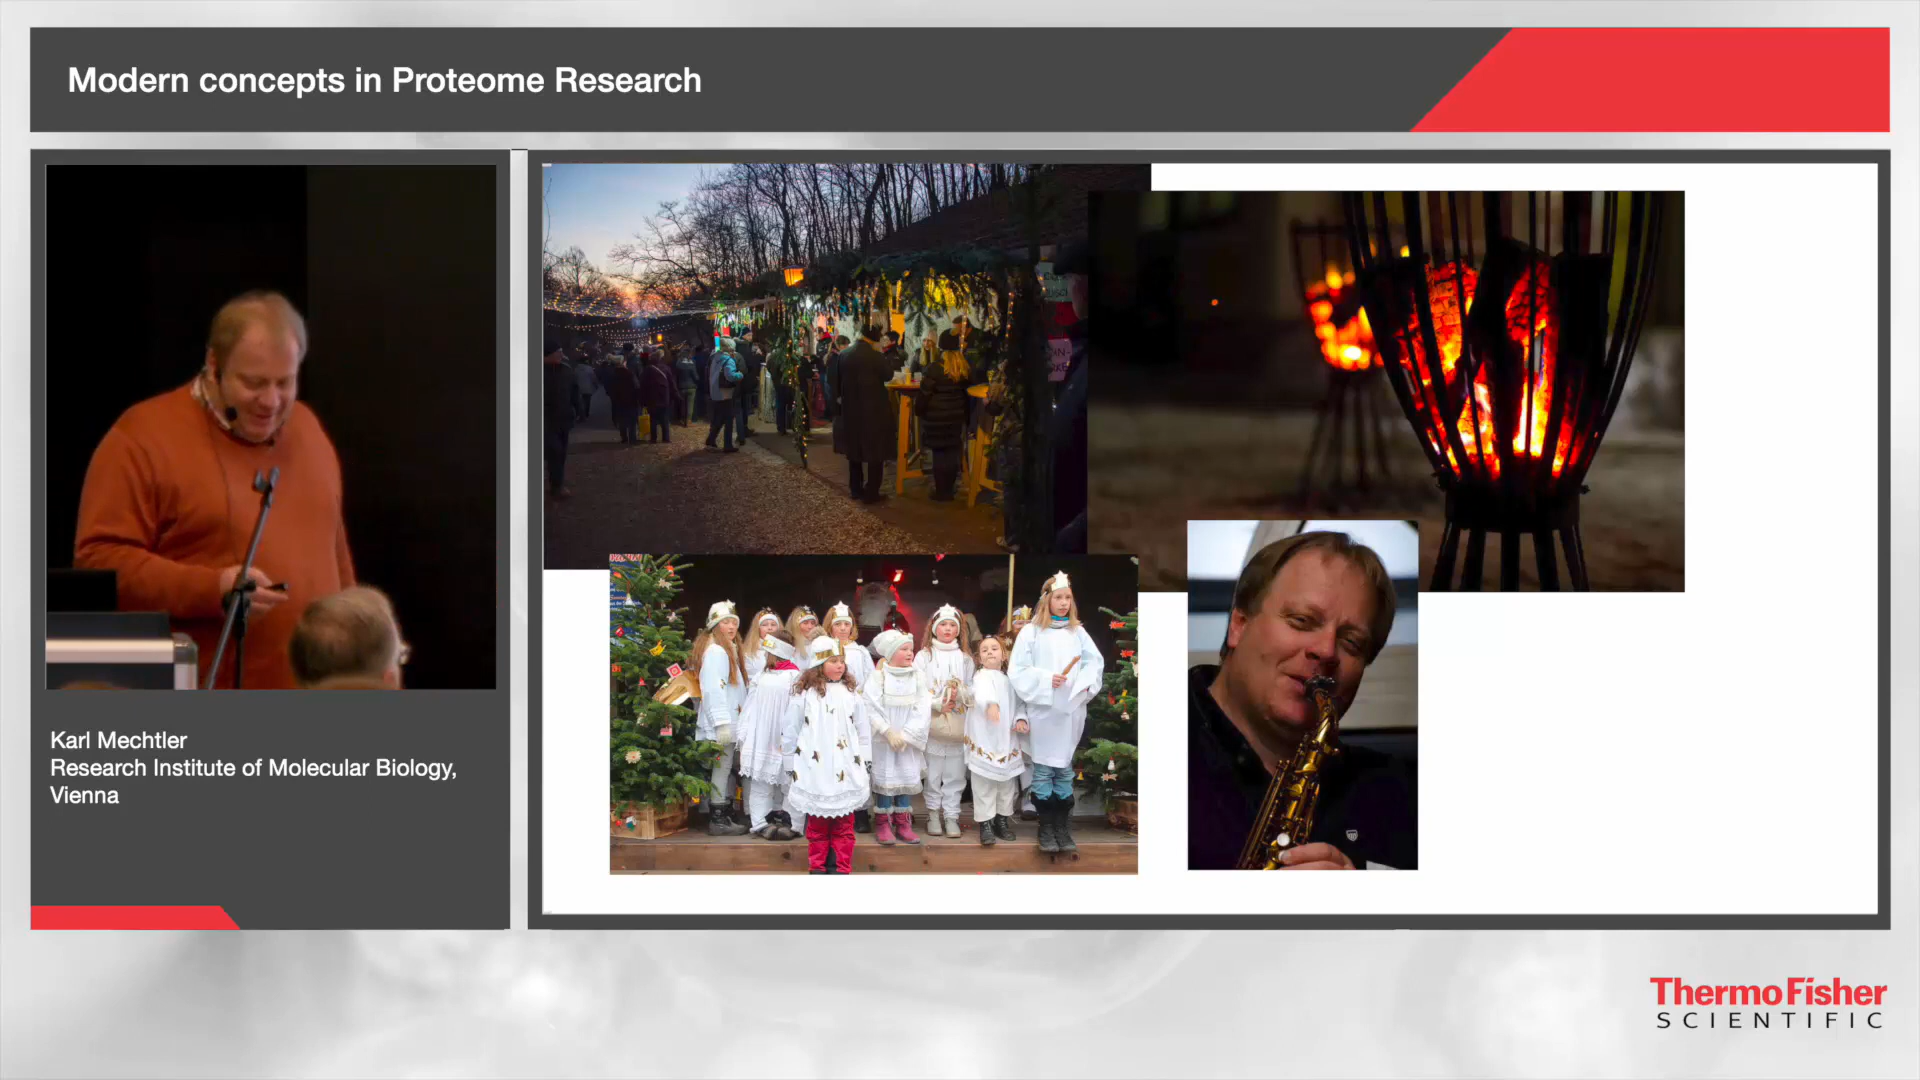 Modern concepts in Proteome Research
Karl Mechtler
Research Institute of Molecular Biology,
Vienna
ThermoFisher
SCIENTIFIC